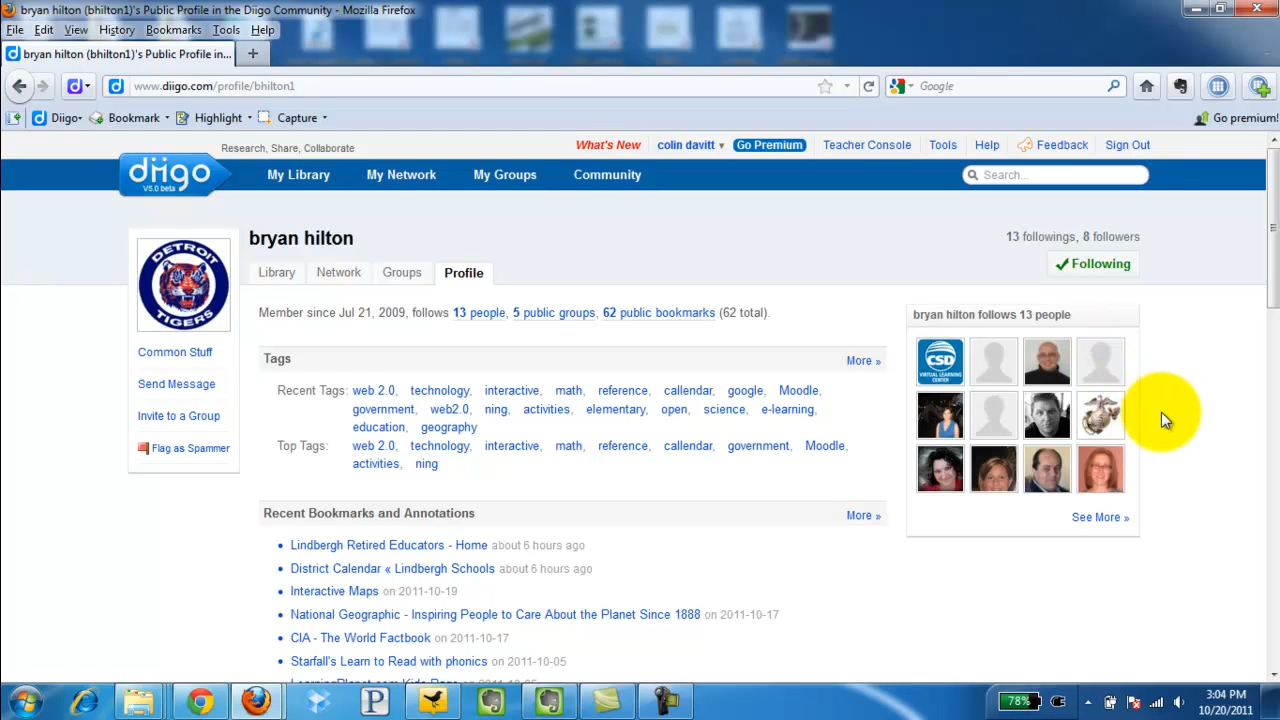 bryan hilton (bhilton1)'s Public Profile in the Diigo Community - Mozilla Firefox
File Edit View History Bookmarks Tools Help
bryan hilton (bhilton1)'s Public Profile in...
www.diigo.com/profile/bhilton1
Google
Diigo Bookmark Highlight Capture Go premium!
Research, Share, Collaborate What's New colin davitt Go Premium Teacher Console Tools Help Feedback Sign Out
diigo
V5.0 beta
My Library My Network My Groups Community Search...
DETROIT
TIGERS
bryan hilton
13 followings, 8 followers
Library Network Groups Profile
Following
Common Stuff
Send Message
Invite to a Group
Flag as Spammer
Member since Jul 21, 2009, follows 13 people, 5 public groups, 62 public bookmarks (62 total).
Tags More »
Recent Tags: web 2.0, technology, interactive, math, reference, callendar, google, Moodle,
government, web2.0, ning, activities, elementary, open, science, e-learning,
education, geography
Top Tags: web 2.0, technology, interactive, math, reference, callendar, government, Moodle,
activities, ning
Recent Bookmarks and Annotations More »
Lindbergh Retired Educators - Home about 6 hours ago
District Calendar « Lindbergh Schools about 6 hours ago
Interactive Maps on 2011-10-19
National Geographic - Inspiring People to Care About the Planet Since 1888 on 2011-10-17
CIA - The World Factbook on 2011-10-17
Starfall's Learn to Read with phonics on 2011-10-05
bryan hilton follows 13 people
CSD
VIRTUAL LEARNING
CENTER
See More »
78%
3:04 PM
10/20/2011